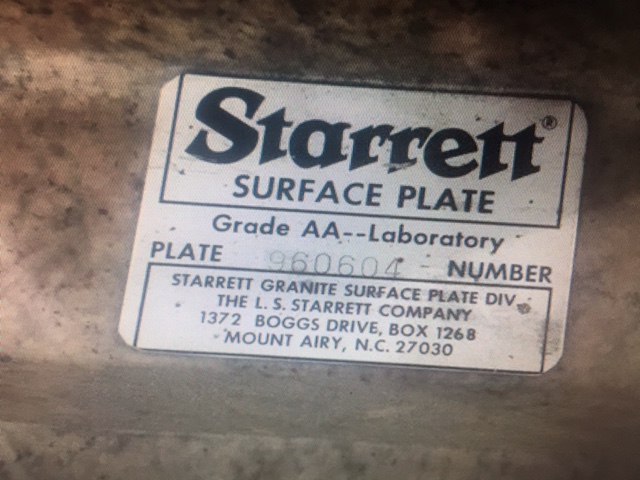 Starrett®
SURFACE PLATE
Grade AA--Laboratory
PLATE 960604 NUMBER
STARRETT GRANITE SURFACE PLATE DIV.
THE L. S. STARRETT COMPANY
1372 BOGGS DRIVE, BOX 1268
MOUNT AIRY, N.C. 27030